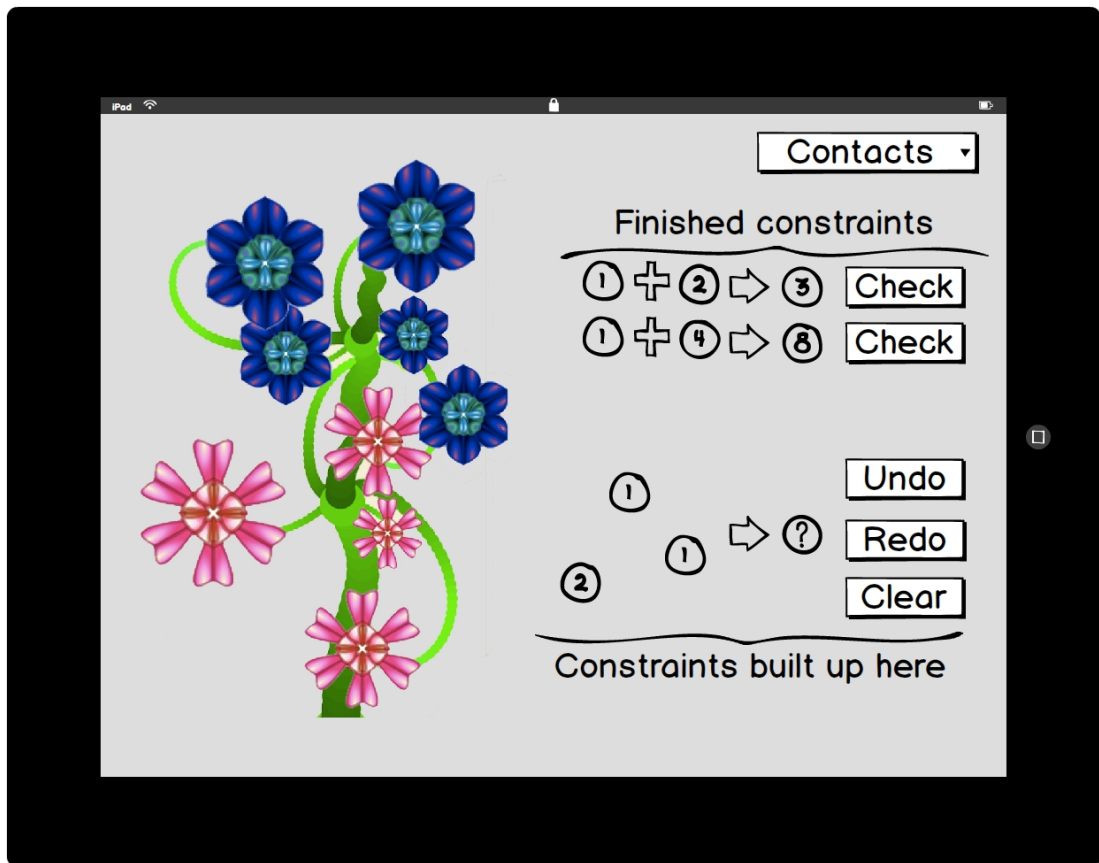 iPad
Contacts
Finished constraints
1 + 2 ⇨ 3 Check
1 + 4 ⇨ 8 Check
Undo
1
⇨ ?
Redo
1
2
Clear
Constraints built up here